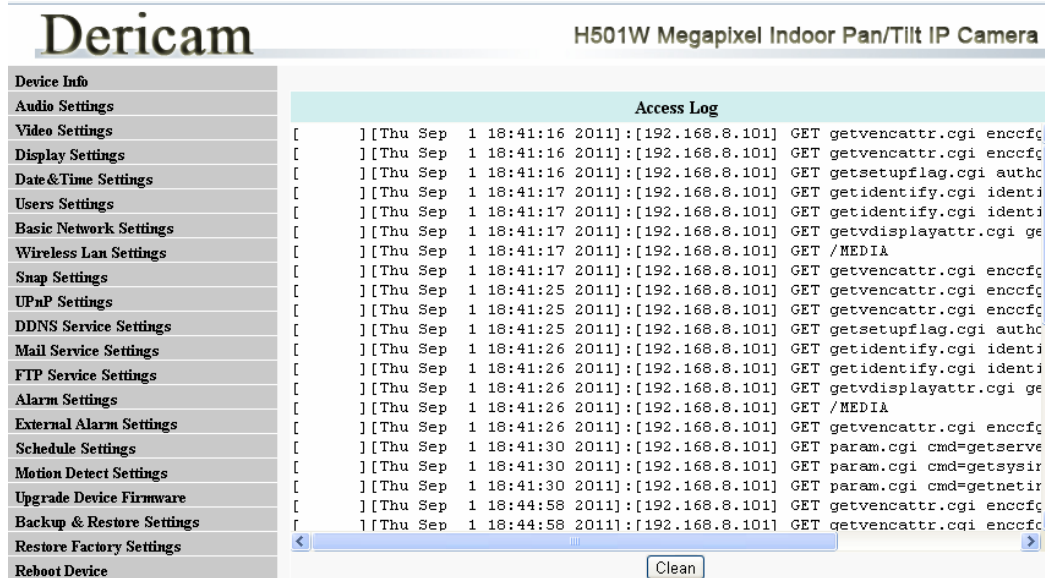 Dericam
H501W Megapixel Indoor Pan/Tilt IP Camera
Device Info
Audio Settings
Video Settings
Display Settings
Date&Time Settings
Users Settings
Basic Network Settings
Wireless Lan Settings
Snap Settings
UPnP Settings
DDNS Service Settings
Mail Service Settings
FTP Service Settings
Alarm Settings
External Alarm Settings
Schedule Settings
Motion Detect Settings
Upgrade Device Firmware
Backup & Restore Settings
Restore Factory Settings
Reboot Device
Access Log
[ ][Thu Sep 1 18:41:16 2011]:[192.168.8.101] GET getvencattr.cgi enccfg
[ ][Thu Sep 1 18:41:16 2011]:[192.168.8.101] GET getvencattr.cgi enccfg
[ ][Thu Sep 1 18:41:16 2011]:[192.168.8.101] GET getsetupflag.cgi autho
[ ][Thu Sep 1 18:41:17 2011]:[192.168.8.101] GET getidentify.cgi identi
[ ][Thu Sep 1 18:41:17 2011]:[192.168.8.101] GET getidentify.cgi identi
[ ][Thu Sep 1 18:41:17 2011]:[192.168.8.101] GET getvdisplayattr.cgi ge
[ ][Thu Sep 1 18:41:17 2011]:[192.168.8.101] GET /MEDIA
[ ][Thu Sep 1 18:41:17 2011]:[192.168.8.101] GET getvencattr.cgi enccfg
[ ][Thu Sep 1 18:41:25 2011]:[192.168.8.101] GET getvencattr.cgi enccfg
[ ][Thu Sep 1 18:41:25 2011]:[192.168.8.101] GET getvencattr.cgi enccfg
[ ][Thu Sep 1 18:41:25 2011]:[192.168.8.101] GET getsetupflag.cgi autho
[ ][Thu Sep 1 18:41:26 2011]:[192.168.8.101] GET getidentify.cgi identi
[ ][Thu Sep 1 18:41:26 2011]:[192.168.8.101] GET getidentify.cgi identi
[ ][Thu Sep 1 18:41:26 2011]:[192.168.8.101] GET getvdisplayattr.cgi ge
[ ][Thu Sep 1 18:41:26 2011]:[192.168.8.101] GET /MEDIA
[ ][Thu Sep 1 18:41:26 2011]:[192.168.8.101] GET getvencattr.cgi enccfg
[ ][Thu Sep 1 18:41:30 2011]:[192.168.8.101] GET param.cgi cmd=getserve
[ ][Thu Sep 1 18:41:30 2011]:[192.168.8.101] GET param.cgi cmd=getsysin
[ ][Thu Sep 1 18:41:30 2011]:[192.168.8.101] GET param.cgi cmd=getnetin
[ ][Thu Sep 1 18:44:58 2011]:[192.168.8.101] GET getvencattr.cgi enccfg
[ ][Thu Sep 1 18:44:58 2011]:[192.168.8.101] GET getvencattr.cgi enccfg
Clean